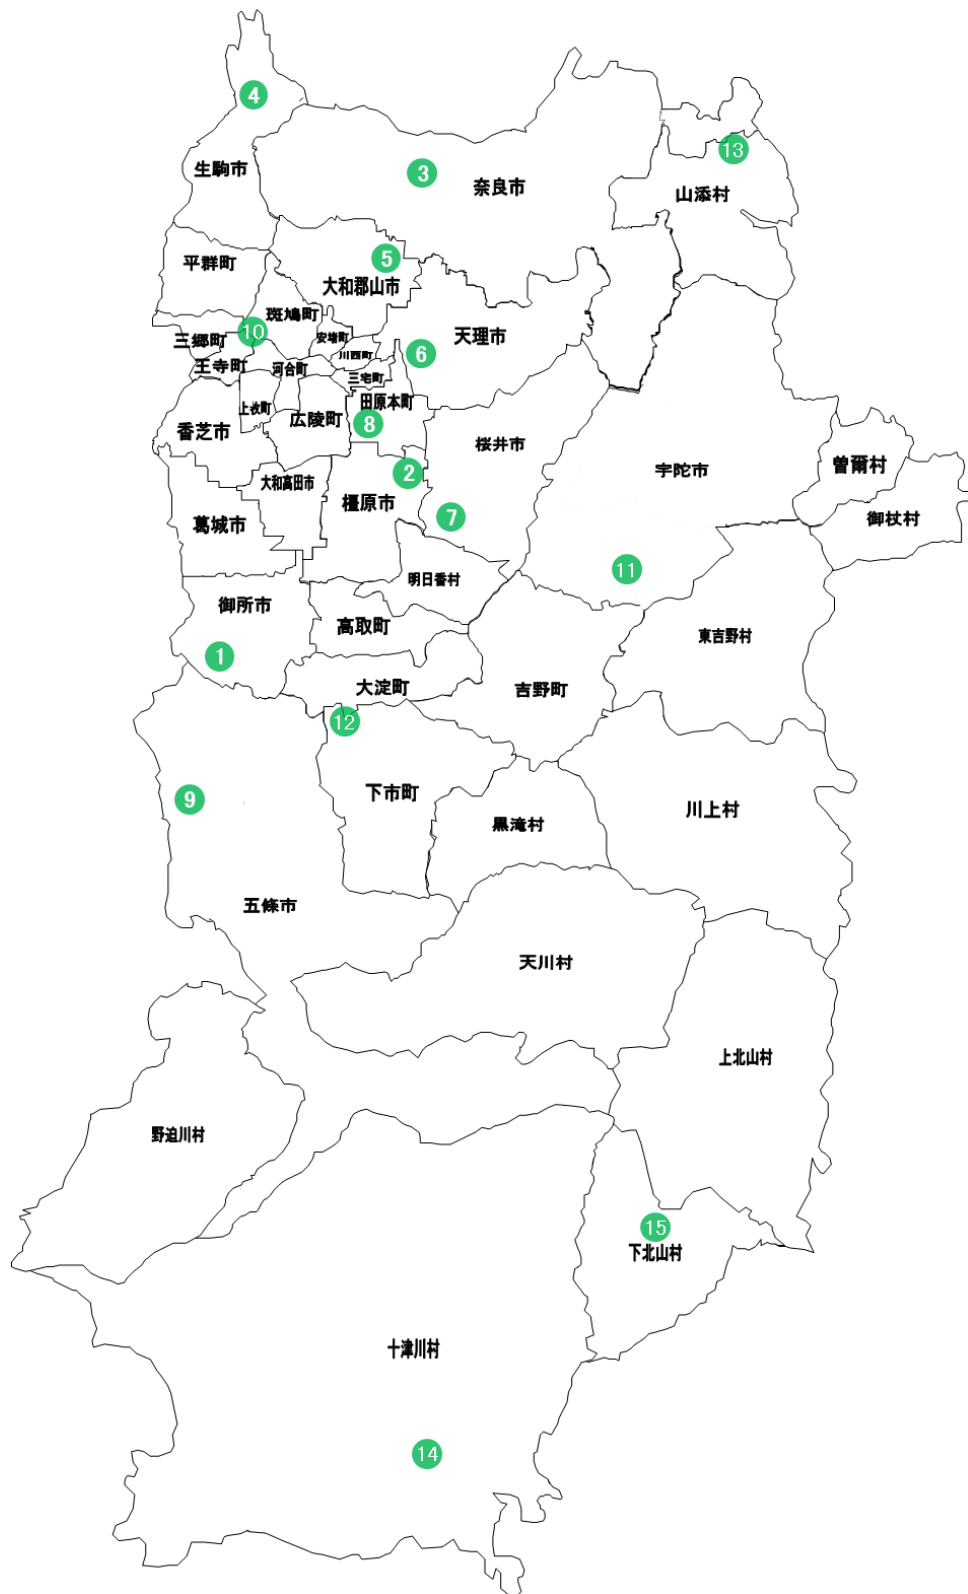 4
13
3
生駒市
奈良市
山添村
5
平群町
大和郡山市
斑鳩町
10
三郷町
安堵町
天理市
川西町
6
王寺町
河合町
三宅町
田原本町
上牧町
広陵町
8
香芝市
桜井市
曽爾村
宇陀市
2
大和高田市
橿原市
7
御杖村
葛城市
11
明日香村
御所市
高取町
東吉野村
1
大淀町
吉野町
12
下市町
9
川上村
黒滝村
五條市
天川村
上北山村
野迫川村
15
下北山村
十津川村
14